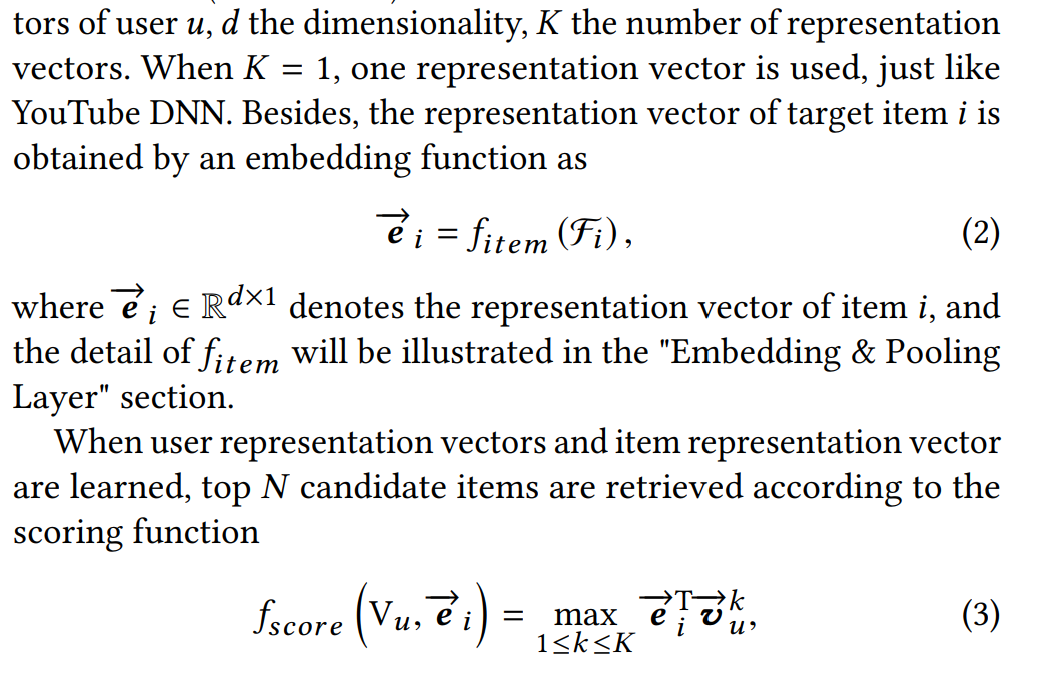 tors of user u, d the dimensionality, K the number of representation
vectors. When K = 1, one representation vector is used, just like
YouTube DNN. Besides, the representation vector of target item i is
obtained by an embedding function as
$\overrightarrow{\boldsymbol{e}}_i = f_{item}(\mathcal{F}_i),$ (2)
where $\overrightarrow{\boldsymbol{e}}_i \in \mathbb{R}^{d \times 1}$ denotes the representation vector of item i, and
the detail of $f_{item}$ will be illustrated in the "Embedding & Pooling
Layer" section.
When user representation vectors and item representation vector
are learned, top N candidate items are retrieved according to the
scoring function
$f_{score}\left(\mathrm{V}_u, \overrightarrow{\boldsymbol{e}}_i\right) = \max_{1 \le k \le K} \overrightarrow{\boldsymbol{e}}_i^{\mathrm{T}} \overrightarrow{\boldsymbol{v}}_u^k,$ (3)